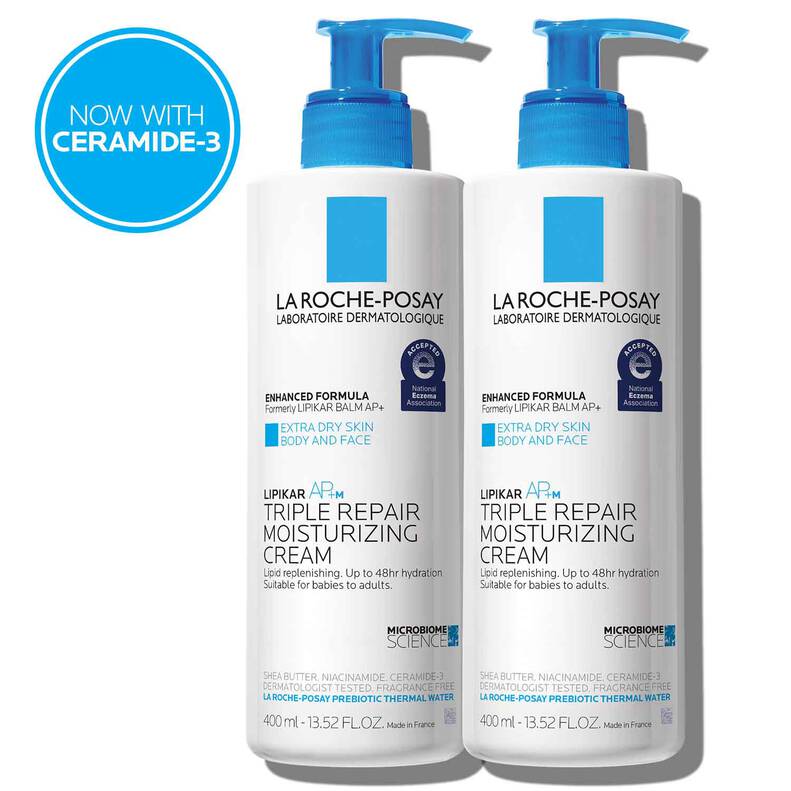 NOW WITH
CERAMIDE-3
LA ROCHE-POSAY
LABORATOIRE DERMATOLOGIQUE
ACCEPTED
e
National
Eczema
Association
ENHANCED FORMULA
Formerly LIPIKAR BALM AP+
EXTRA DRY SKIN
BODY AND FACE
LIPIKAR AP+M
TRIPLE REPAIR
MOISTURIZING
CREAM
Lipid replenishing. Up to 48hr hydration
Suitable for babies to adults.
MICROBIOME
SCIENCE
SHEA BUTTER, NIACINAMIDE, CERAMIDE-3
DERMATOLOGIST TESTED, FRAGRANCE FREE
LA ROCHE-POSAY PREBIOTIC THERMAL WATER
400 ml - 13.52 FL.OZ. Made in France
LA ROCHE-POSAY
LABORATOIRE DERMATOLOGIQUE
ACCEPTED
e
National
Eczema
Association
ENHANCED FORMULA
Formerly LIPIKAR BALM AP+
EXTRA DRY SKIN
BODY AND FACE
LIPIKAR AP+M
TRIPLE REPAIR
MOISTURIZING
CREAM
Lipid replenishing. Up to 48hr hydration
Suitable for babies to adults.
MICROBIOME
SCIENCE
SHEA BUTTER, NIACINAMIDE, CERAMIDE-3
DERMATOLOGIST TESTED, FRAGRANCE FREE
LA ROCHE-POSAY PREBIOTIC THERMAL WATER
400 ml - 13.52 FL.OZ. Made in France